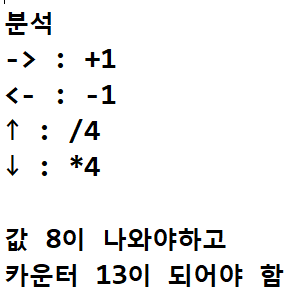 분석
-> : +1
<- : -1
↑ : /4
↓ : *4
값 8이 나와야하고
카운터 13이 되어야 함